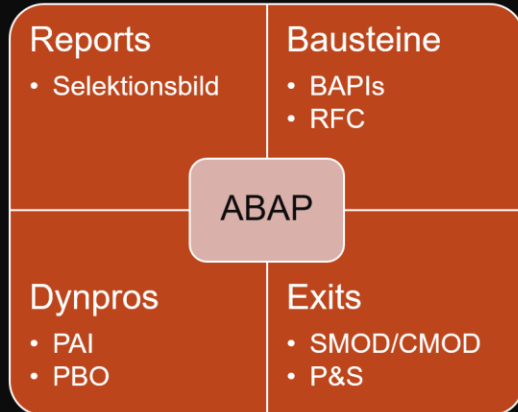 Reports
• Selektionsbild
Bausteine
• BAPIs
• RFC
ABAP
Dynpros
• PAI
• PBO
Exits
• SMOD/CMOD
• P&S